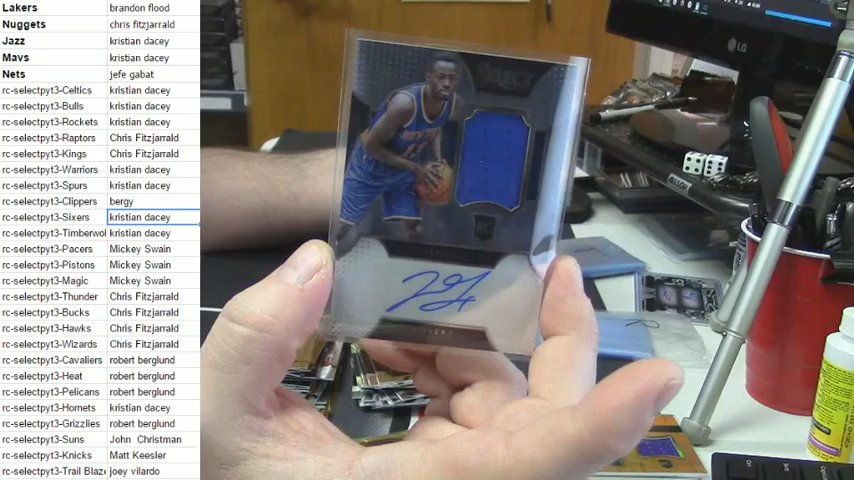 Lakers brandon flood
Nuggets chris fitzjarrald
Jazz kristian dacey
Mavs kristian dacey
Nets jefe gabat
rc-selectpyt3-Celtics kristian dacey
rc-selectpyt3-Bulls kristian dacey
rc-selectpyt3-Rockets kristian dacey
rc-selectpyt3-Raptors Chris Fitzjarrald
rc-selectpyt3-Kings Chris Fitzjarrald
rc-selectpyt3-Warriors kristian dacey
rc-selectpyt3-Spurs kristian dacey
rc-selectpyt3-Clippers bergy
rc-selectpyt3-Sixers kristian dacey
rc-selectpyt3-Timberwol kristian dacey
rc-selectpyt3-Pacers Mickey Swain
rc-selectpyt3-Pistons Mickey Swain
rc-selectpyt3-Magic Mickey Swain
rc-selectpyt3-Thunder Chris Fitzjarrald
rc-selectpyt3-Bucks Chris Fitzjarrald
rc-selectpyt3-Hawks Chris Fitzjarrald
rc-selectpyt3-Wizards Chris Fitzjarrald
rc-selectpyt3-Cavaliers robert berglund
rc-selectpyt3-Heat robert berglund
rc-selectpyt3-Pelicans robert berglund
rc-selectpyt3-Hornets kristian dacey
rc-selectpyt3-Grizzlies robert berglund
rc-selectpyt3-Suns John Christman
rc-selectpyt3-Knicks Matt Keesler
rc-selectpyt3-Trail Blaze joey vilardo
SELECT
LG